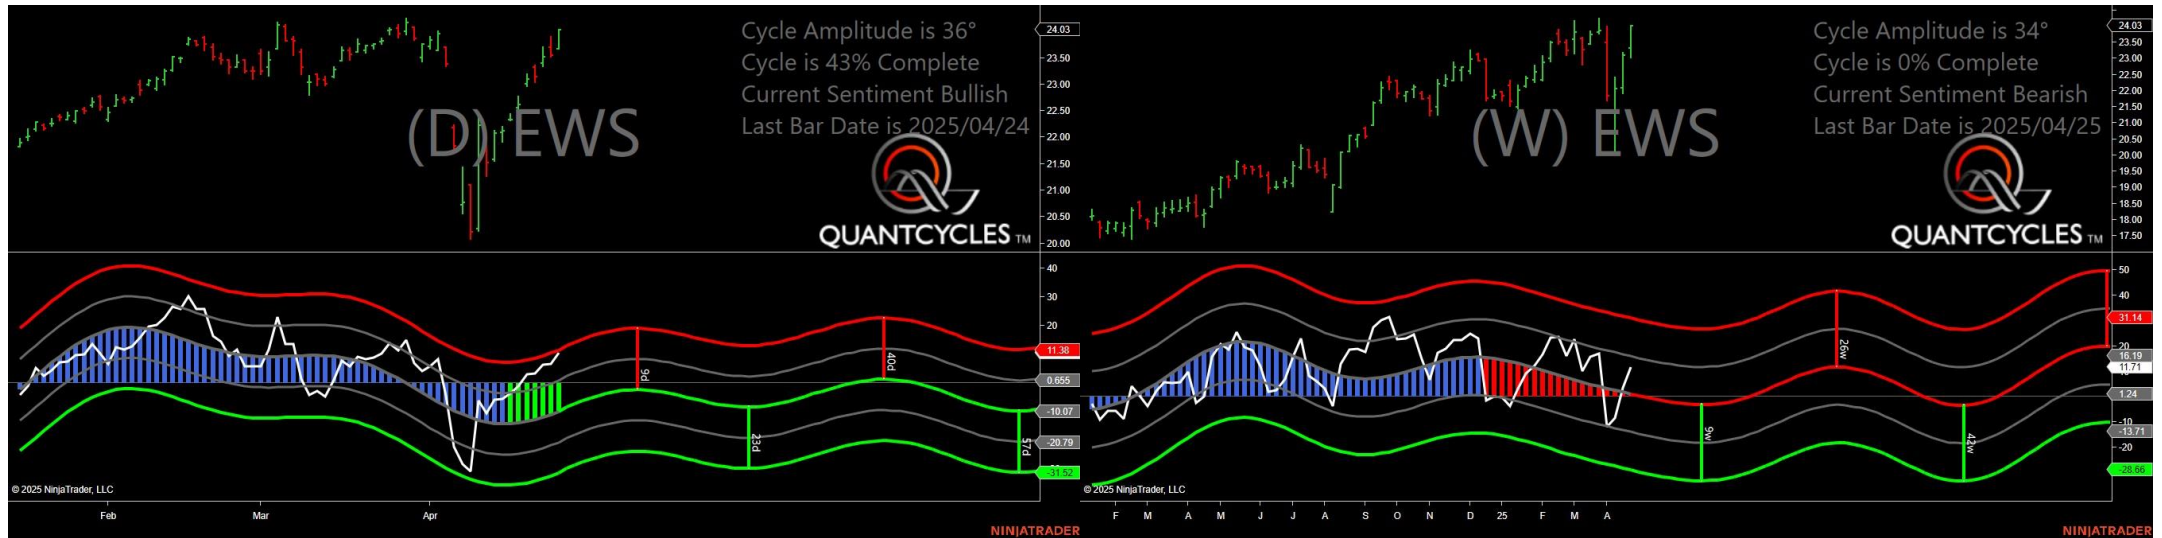 Cycle Amplitude is 36°
Cycle is 43% Complete
Current Sentiment Bullish
Last Bar Date is 2025/04/24
(D) EWS
QUANTCYCLES TM
24.03
23.50
23.00
22.50
22.00
21.50
21.00
20.50
20.00
40
30
20
11.38
0.655
-10.07
-20.79
-31.52
9d
40d
23d
57d
© 2025 NinjaTrader, LLC
Feb Mar Apr
NINJATRADER
Cycle Amplitude is 34°
Cycle is 0% Complete
Current Sentiment Bearish
Last Bar Date is 2025/04/25
(W) EWS
QUANTCYCLES TM
24.03
23.50
23.00
22.50
22.00
21.50
21.00
20.50
20.00
19.50
19.00
18.50
18.00
17.50
50
40
31.14
20
16.19
11.71
1.24
-10
-13.71
-20
-28.66
26w
9w
42w
© 2025 NinjaTrader, LLC
F M A M J J A S O N D 25 F M A
NINJATRADER